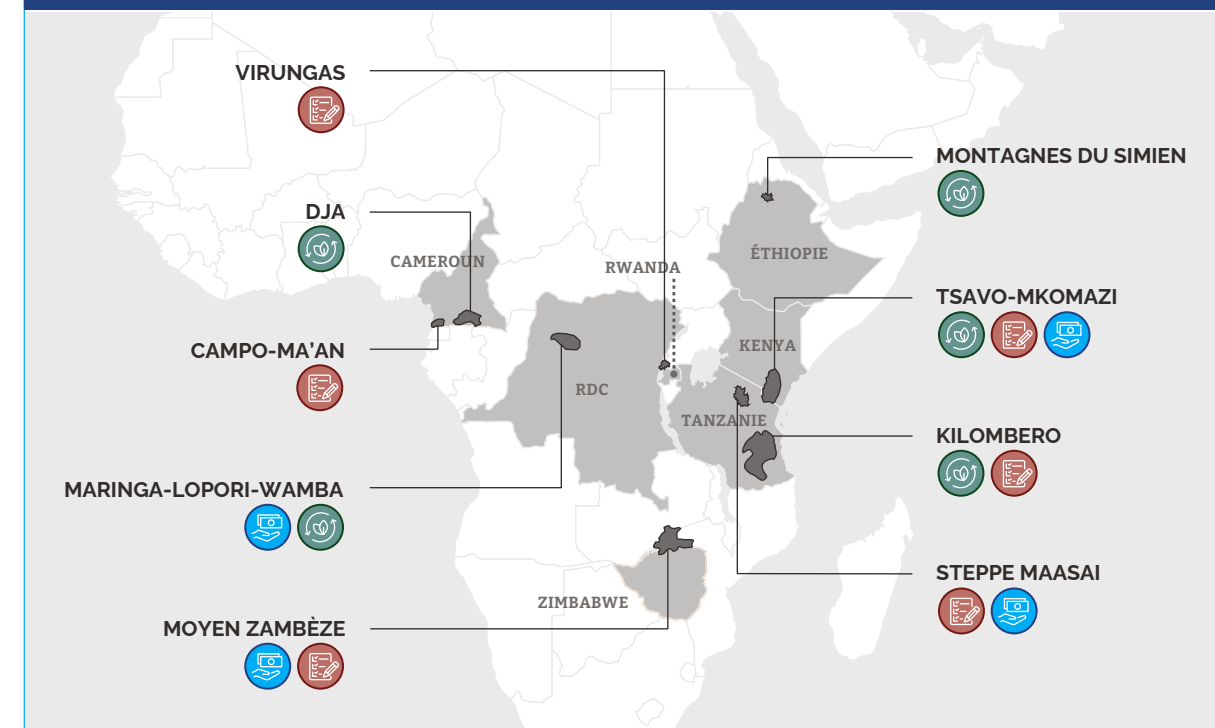 VIRUNGAS
MONTAGNES DU SIMIEN
DJA
CAMEROUN
RWANDA
ÉTHIOPIE
TSAVO-MKOMAZI
CAMPO-MA’AN
KENYA
RDC
TANZANIE
KILOMBERO
MARINGA-LOPORI-WAMBA
STEPPE MAASAI
ZIMBABWE
MOYEN ZAMBÈZE